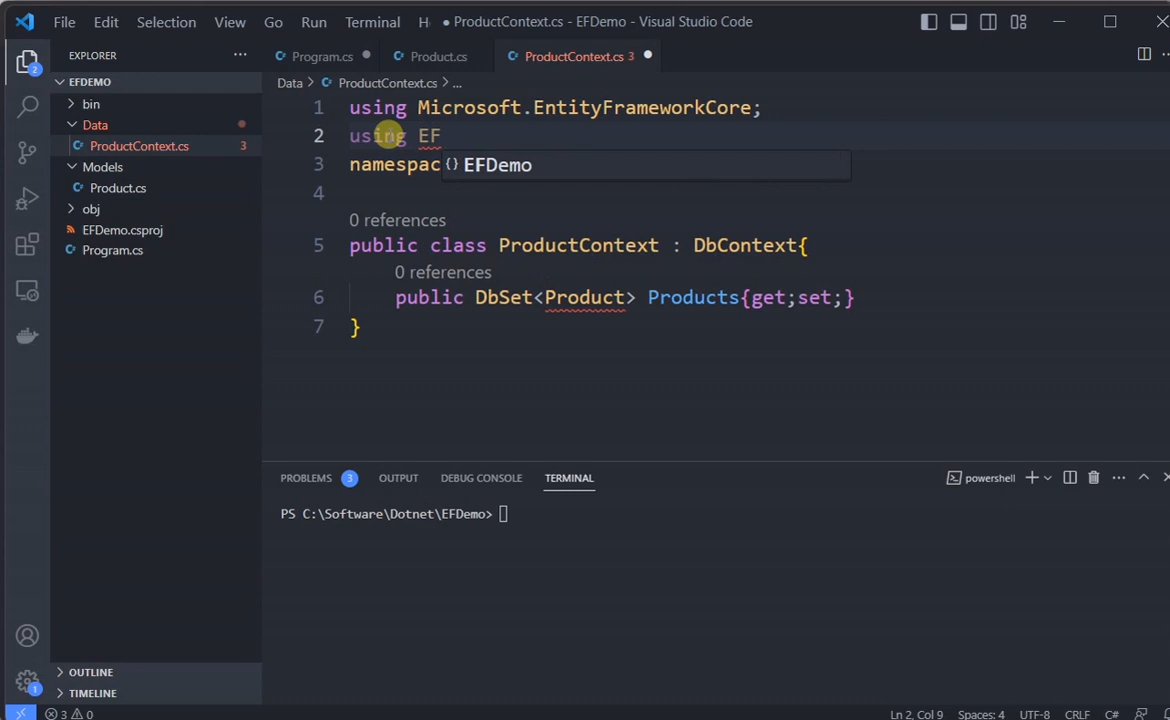 File Edit Selection View Go Run Terminal H ● ProductContext.cs - EFDemo - Visual Studio Code
EXPLORER ...
Program.cs ●
Product.cs
ProductContext.cs 3 ●
EFDEMO
Data > ProductContext.cs > ...
bin
Data
ProductContext.cs 3
Models
Product.cs
obj
EFDemo.csproj
Program.cs
1 using Microsoft.EntityFrameworkCore;
2 using EF
{} EFDemo
3 namespac
4
0 references
5 public class ProductContext : DbContext{
0 references
6 public DbSet<Product> Products{get;set;}
7 }
PROBLEMS 3 OUTPUT DEBUG CONSOLE TERMINAL powershell
PS C:\Software\Dotnet\EFDemo>
OUTLINE
TIMELINE
2
1
3 0 Ln 2, Col 9 Spaces: 4 UTF-8 CRLF C#